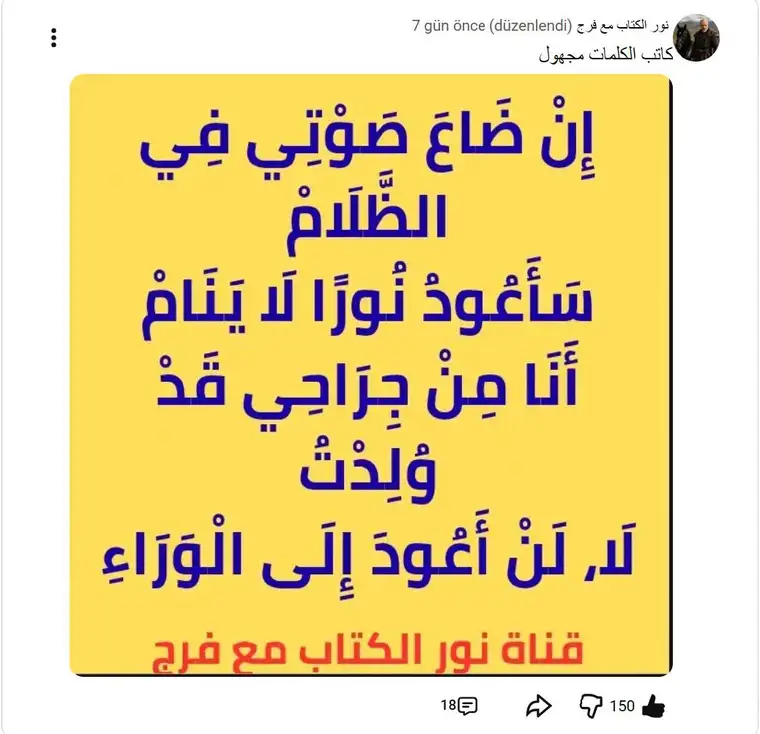 نور الكتاب مع فرج 7 gün önce (düzenlendi)
كاتب الكلمات مجهول
إِنْ ضَاعَ صَوْتِي فِي
الظَّلَامْ
سَأَعُودُ نُورًا لَا يَنَامْ
أَنَا مِنْ جِرَاحِي قَدْ
وُلِدْتُ
لَا, لَنْ أَعُودَ إِلَى الْوَرَاءِ
قناة نور الكتاب مع فرج
150 18